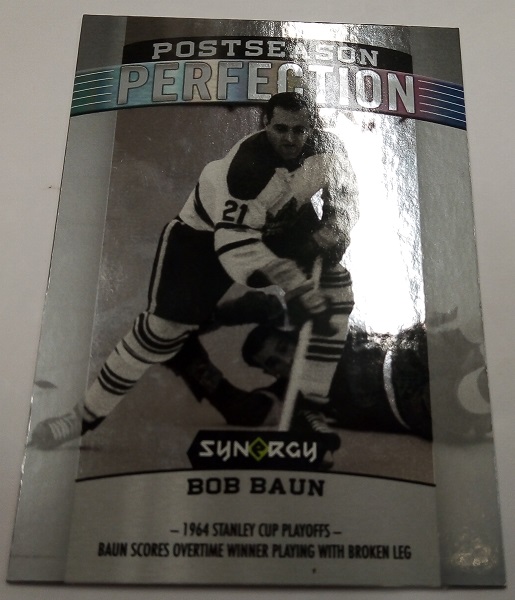 POSTSEASON
PERFECTION
21
SYNERGY
BOB BAUN
– 1964 STANLEY CUP PLAYOFFS –
BAUN SCORES OVERTIME WINNER PLAYING WITH BROKEN LEG